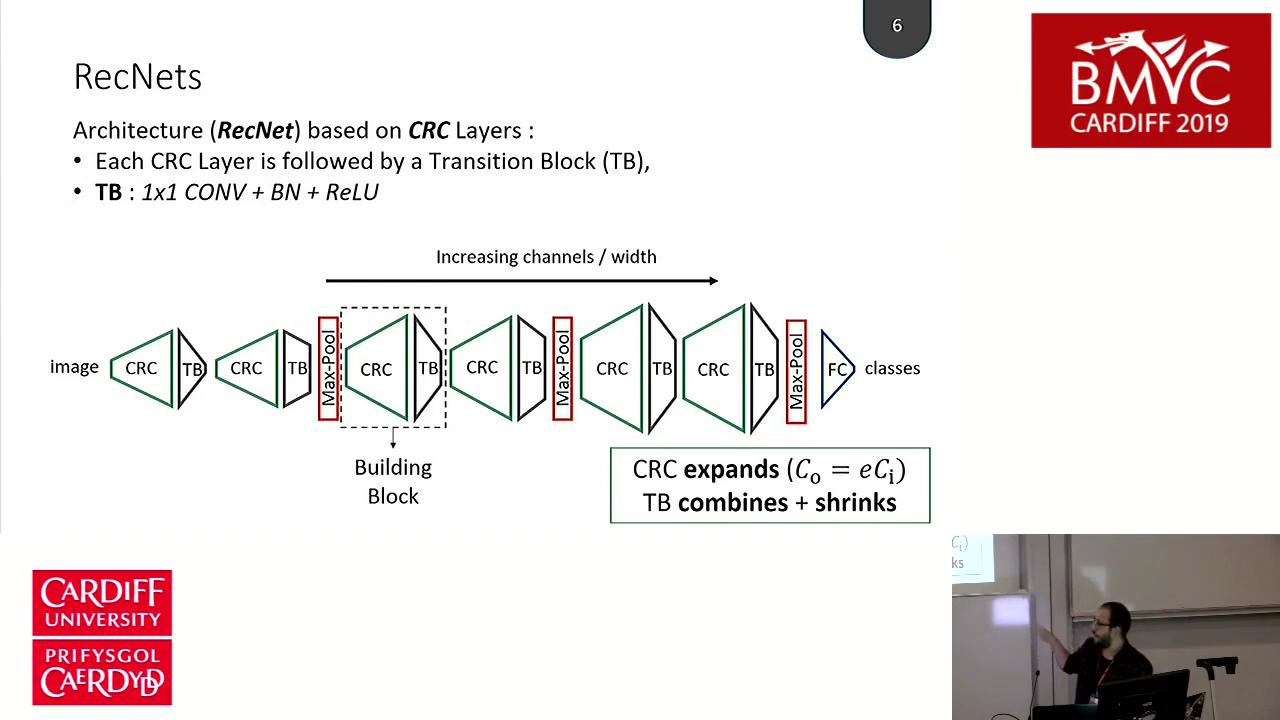 6
RecNets
Architecture (RecNet) based on CRC Layers :
• Each CRC Layer is followed by a Transition Block (TB),
• TB : 1x1 CONV + BN + ReLU
Increasing channels / width
image CRC TB CRC TB Max-Pool CRC TB CRC TB Max-Pool CRC TB CRC TB Max-Pool FC classes
Building
Block
CRC expands (Cₒ = eCᵢ)
TB combines + shrinks
BMVC
CARDIFF 2019
CARDIFF
UNIVERSITY
PRIFYSGOL
CAERDYDD
Cᵢ)
ks